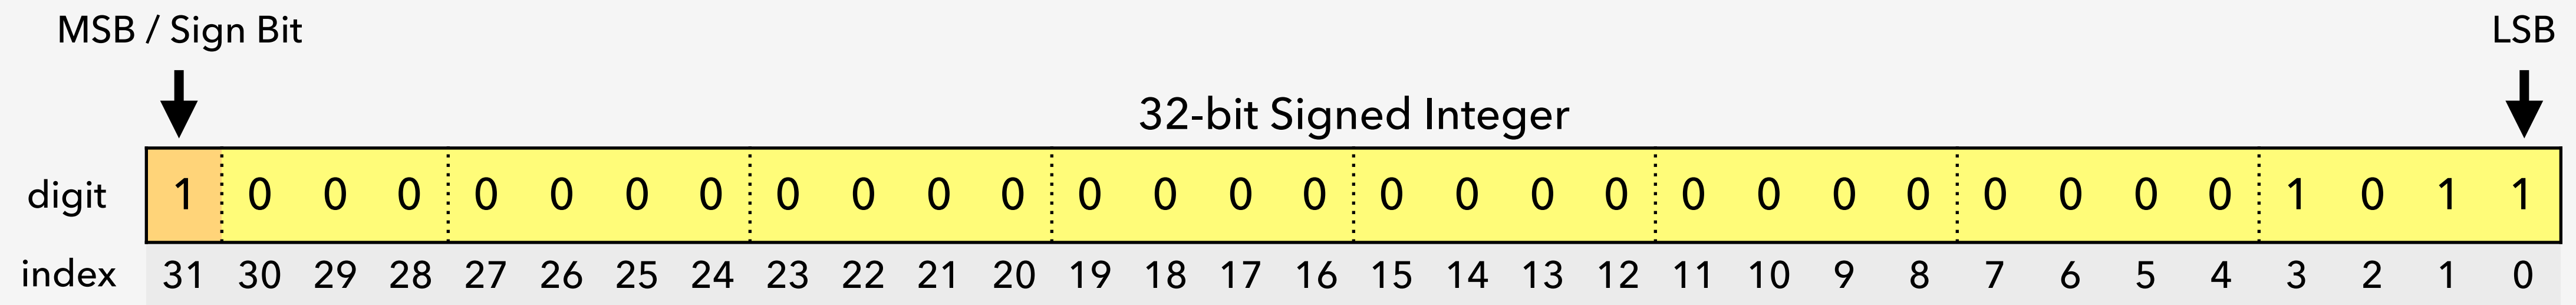 MSB / Sign Bit LSB
32-bit Signed Integer
digit 1 0 0 0 0 0 0 0 0 0 0 0 0 0 0 0 0 0 0 0 0 0 0 0 0 0 0 0 1 0 1 1
index 31 30 29 28 27 26 25 24 23 22 21 20 19 18 17 16 15 14 13 12 11 10 9 8 7 6 5 4 3 2 1 0